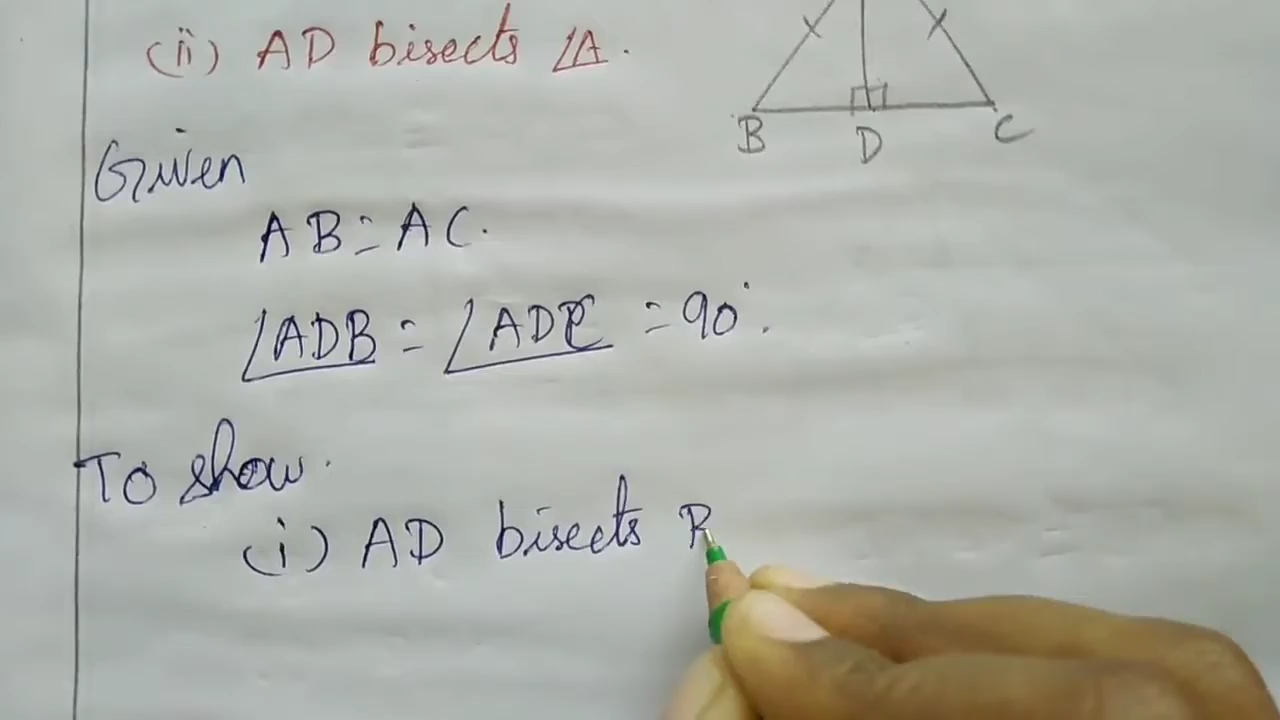 (ii) AD bisects ∠A.
B D C
Given
AB = AC.
∠ADB = ∠ADC = 90°.
To show.
(i) AD bisects B